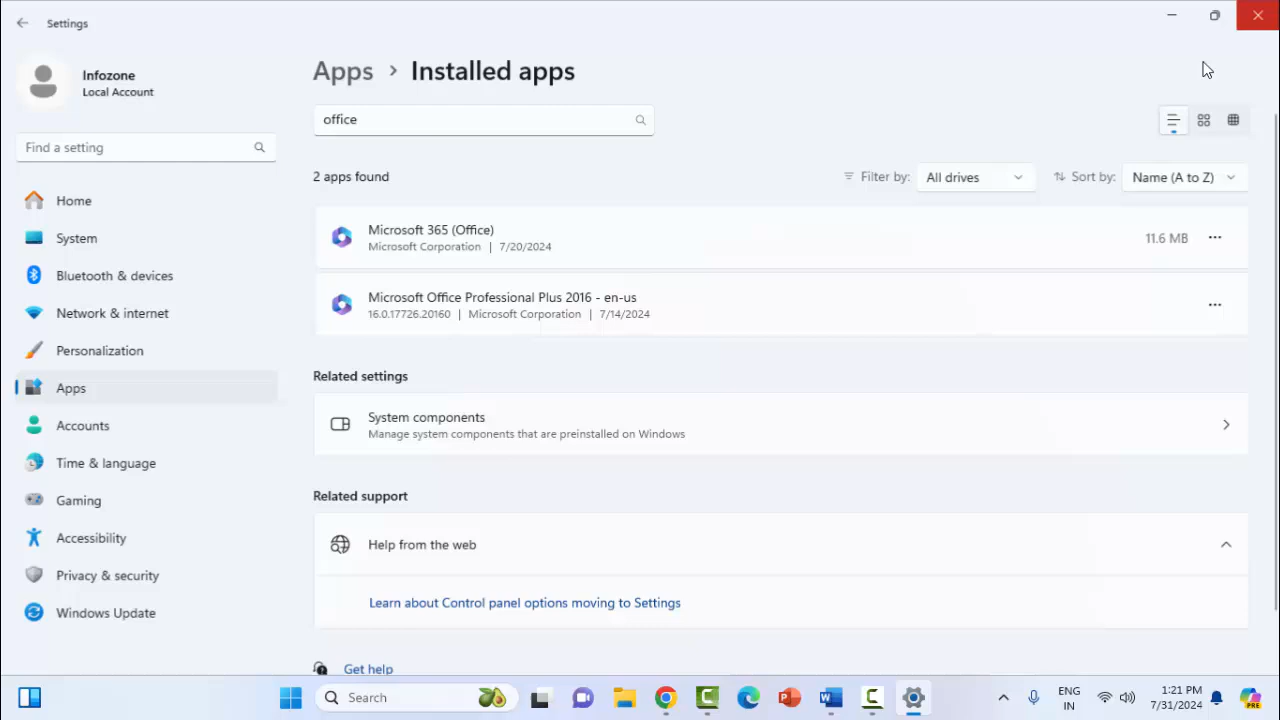 Settings
Infozone
Local Account
Find a setting
Home
System
Bluetooth & devices
Network & internet
Personalization
Apps
Accounts
Time & language
Gaming
Accessibility
Privacy & security
Windows Update
Apps > Installed apps
office
2 apps found
Filter by: All drives
Sort by: Name (A to Z)
Microsoft 365 (Office)
Microsoft Corporation | 7/20/2024
11.6 MB
Microsoft Office Professional Plus 2016 - en-us
16.0.17726.20160 | Microsoft Corporation | 7/14/2024
Related settings
System components
Manage system components that are preinstalled on Windows
Related support
Help from the web
Learn about Control panel options moving to Settings
Get help
Search
ENG
IN
1:21 PM
7/31/2024
PRE